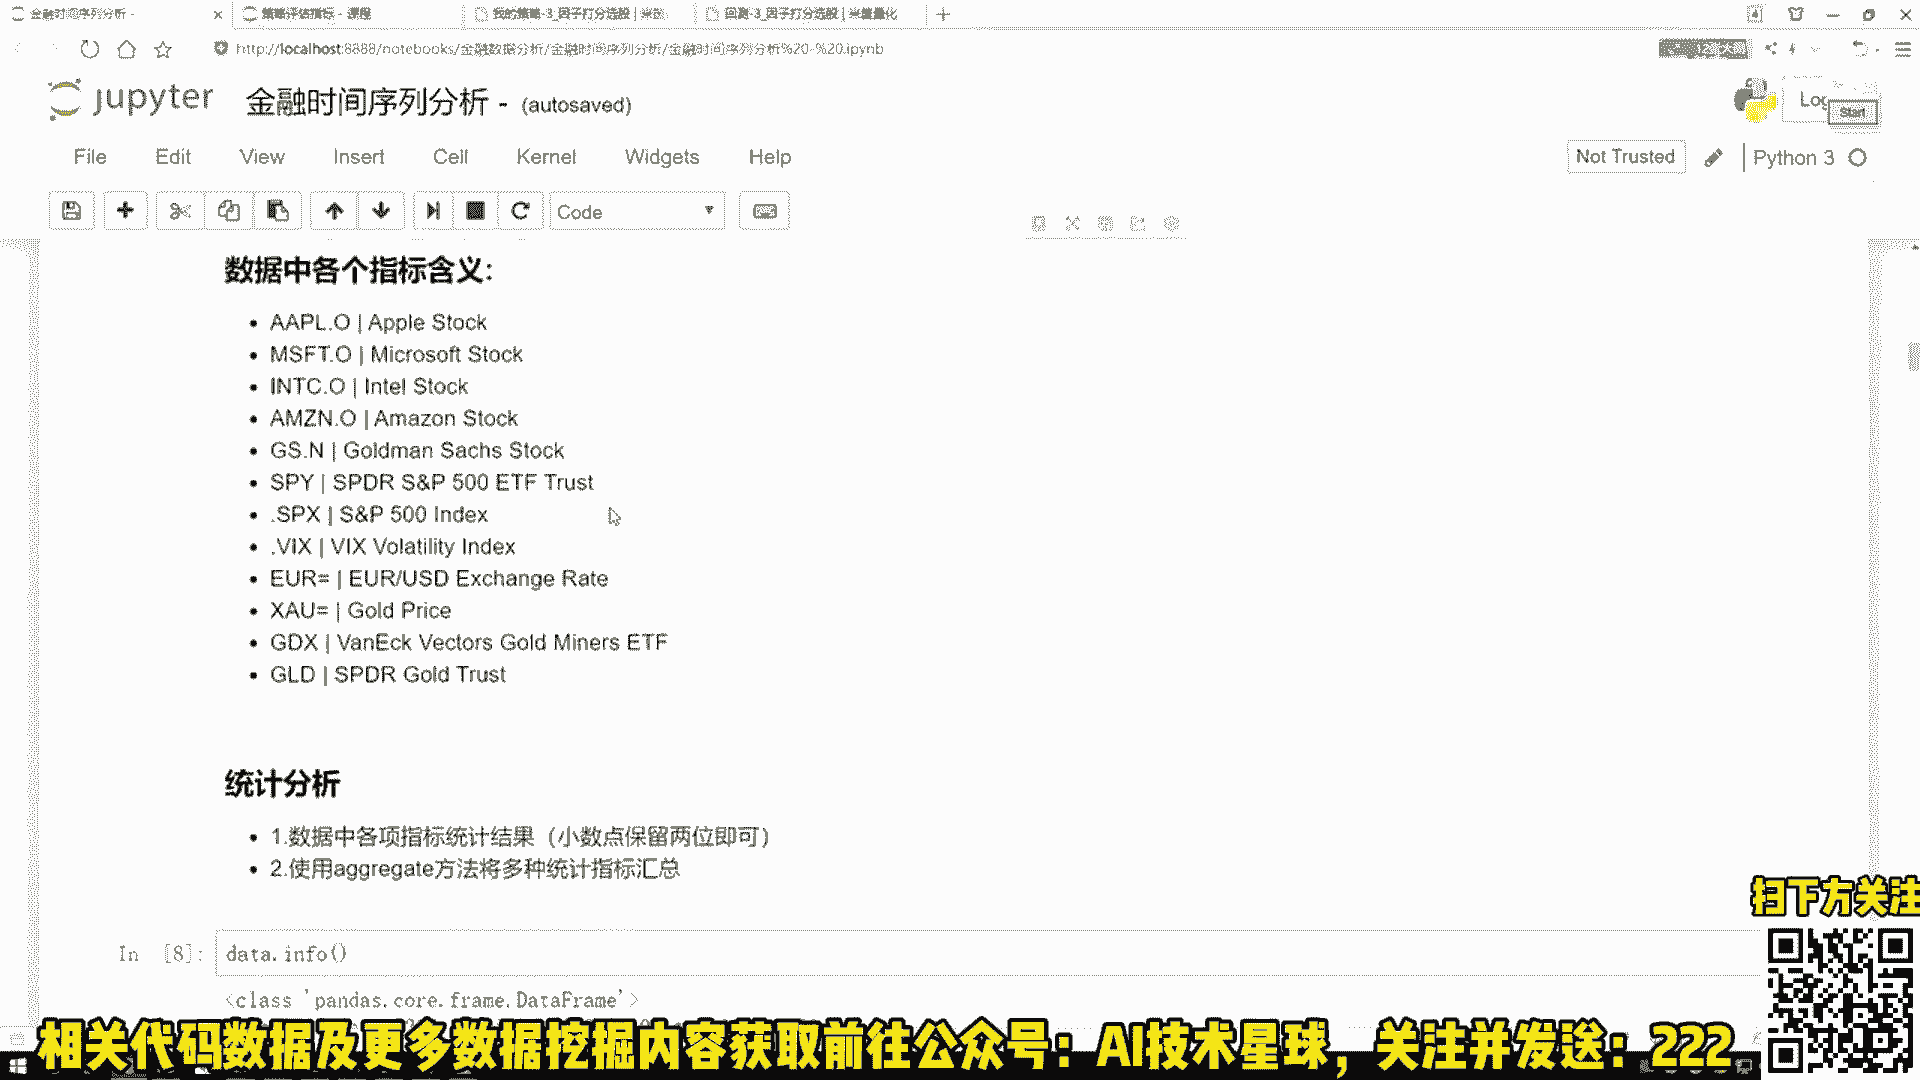 金融时间序列分析 -
策略评估指标 - 课程
我的策略-3_因子打分选股 | 米筐
回测-3_因子打分选股 | 米筐量化
http://localhost:8888/notebooks/金融数据分析/金融时间序列分析/金融时间序列分析%20-%20.ipynb
jupyter 金融时间序列分析 - (autosaved)
Start
File Edit View Insert Cell Kernel Widgets Help
Not Trusted Python 3
Code
数据中各个指标含义:
AAPL.O | Apple Stock
MSFT.O | Microsoft Stock
INTC.O | Intel Stock
AMZN.O | Amazon Stock
GS.N | Goldman Sachs Stock
SPY | SPDR S&P 500 ETF Trust
.SPX | S&P 500 Index
.VIX | VIX Volatility Index
EUR= | EUR/USD Exchange Rate
XAU= | Gold Price
GDX | VanEck Vectors Gold Miners ETF
GLD | SPDR Gold Trust
统计分析
1.数据中各项指标统计结果（小数点保留两位即可）
2.使用aggregate方法将多种统计指标汇总
In [8]: data.info()
<class 'pandas.core.frame.DataFrame'>
扫下方关注
相关代码数据及更多数据挖掘内容获取前往公众号：AI技术星球，关注并发送：222